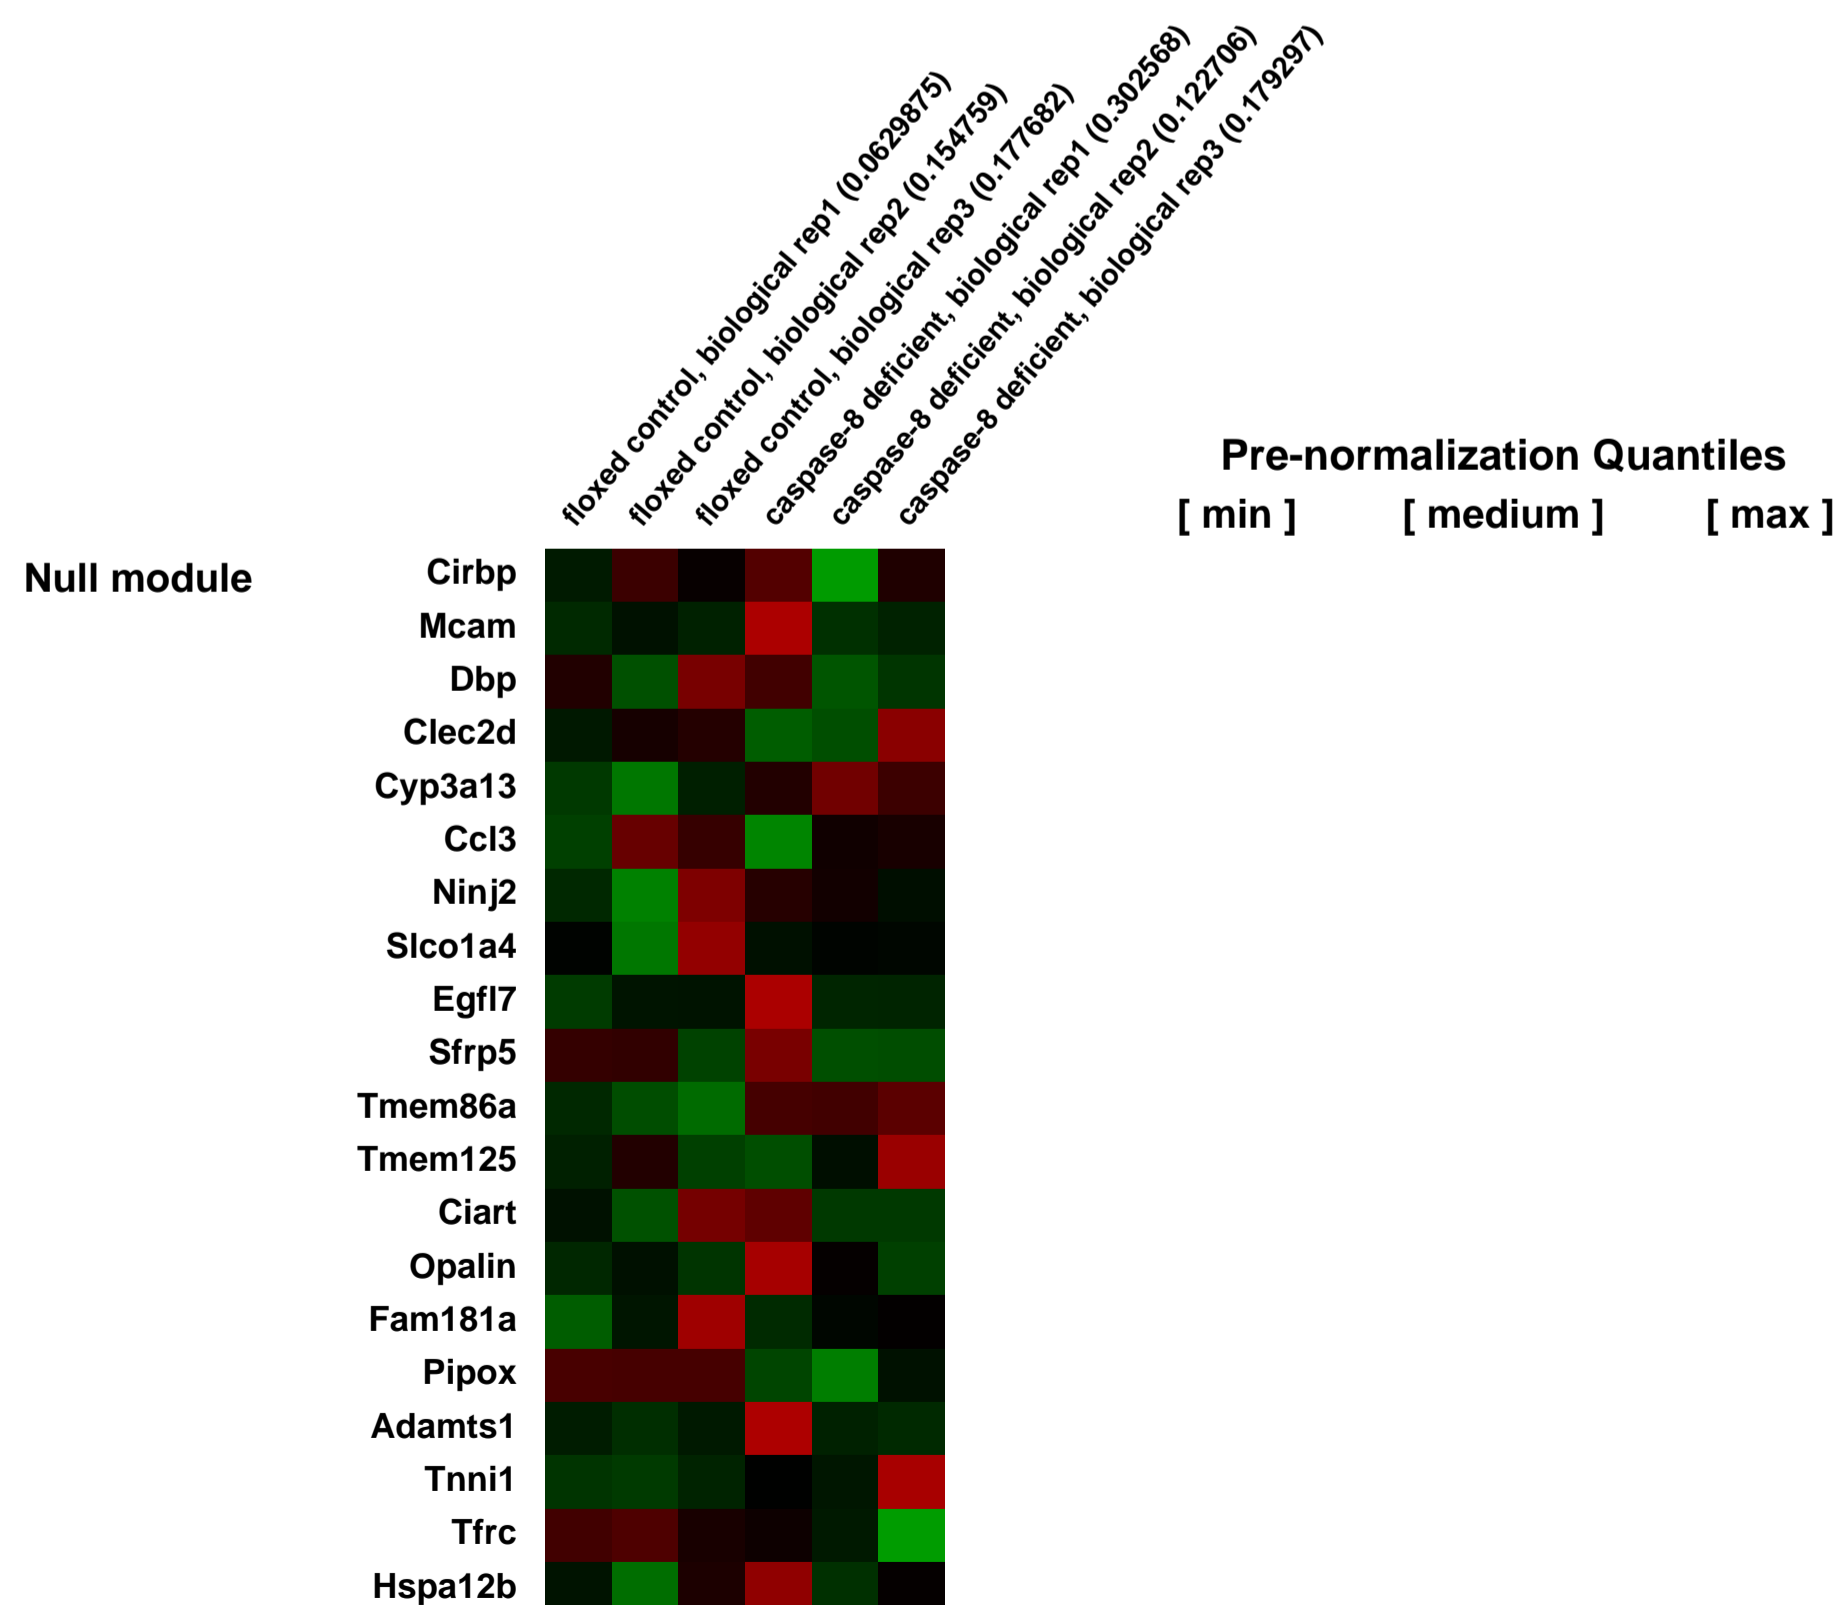 floxed control, biological rep1 (0.0629875)
floxed control, biological rep2 (0.154759)
floxed control, biological rep3 (0.177682)
caspase-8 deficient, biological rep1 (0.302568)
caspase-8 deficient, biological rep2 (0.122706)
caspase-8 deficient, biological rep3 (0.179297)
Pre-normalization Quantiles
[ min ] [ medium ] [ max ]
Null module
Cirbp
Mcam
Dbp
Clec2d
Cyp3a13
Ccl3
Ninj2
Slco1a4
Egfl7
Sfrp5
Tmem86a
Tmem125
Ciart
Opalin
Fam181a
Pipox
Adamts1
Tnni1
Tfrc
Hspa12b